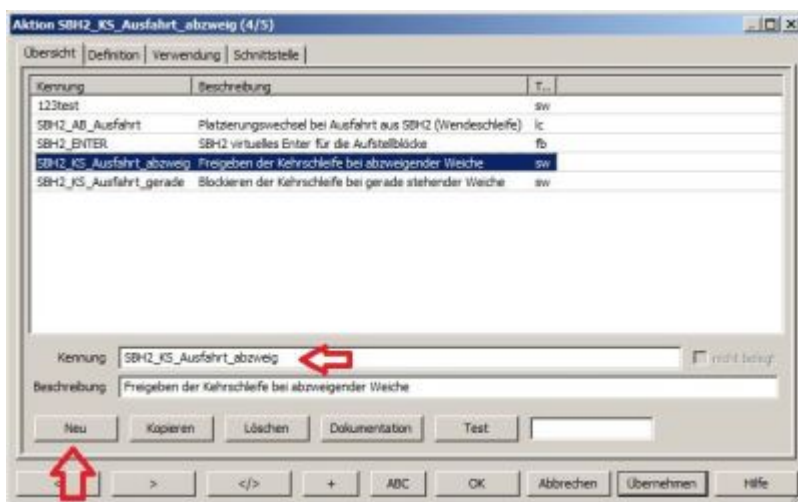 Aktion SBH2_KS_Ausfahrt_abzweig (4/5)
Übersicht Definition Verwendung Schnittstelle
Kennung Beschreibung T...
123test sw
SBH2_AB_Ausfahrt Platzierungswechsel bei Ausfahrt aus SBH2 (Wendeschleife) lc
SBH2_ENTER SBH2 virtuelles Enter für die Aufstellblöcke fb
SBH2_KS_Ausfahrt_abzweig Freigeben der Kehrschleife bei abzweigender Weiche sw
SBH2_KS_Ausfahrt_gerade Blockieren der Kehrschleife bei gerade stehender Weiche sw
Kennung SBH2_KS_Ausfahrt_abzweig nicht belegt
Beschreibung Freigeben der Kehrschleife bei abzweigender Weiche
Neu Kopieren Löschen Dokumentation Test
> </> + ABC OK Abbrechen Übernehmen Hilfe